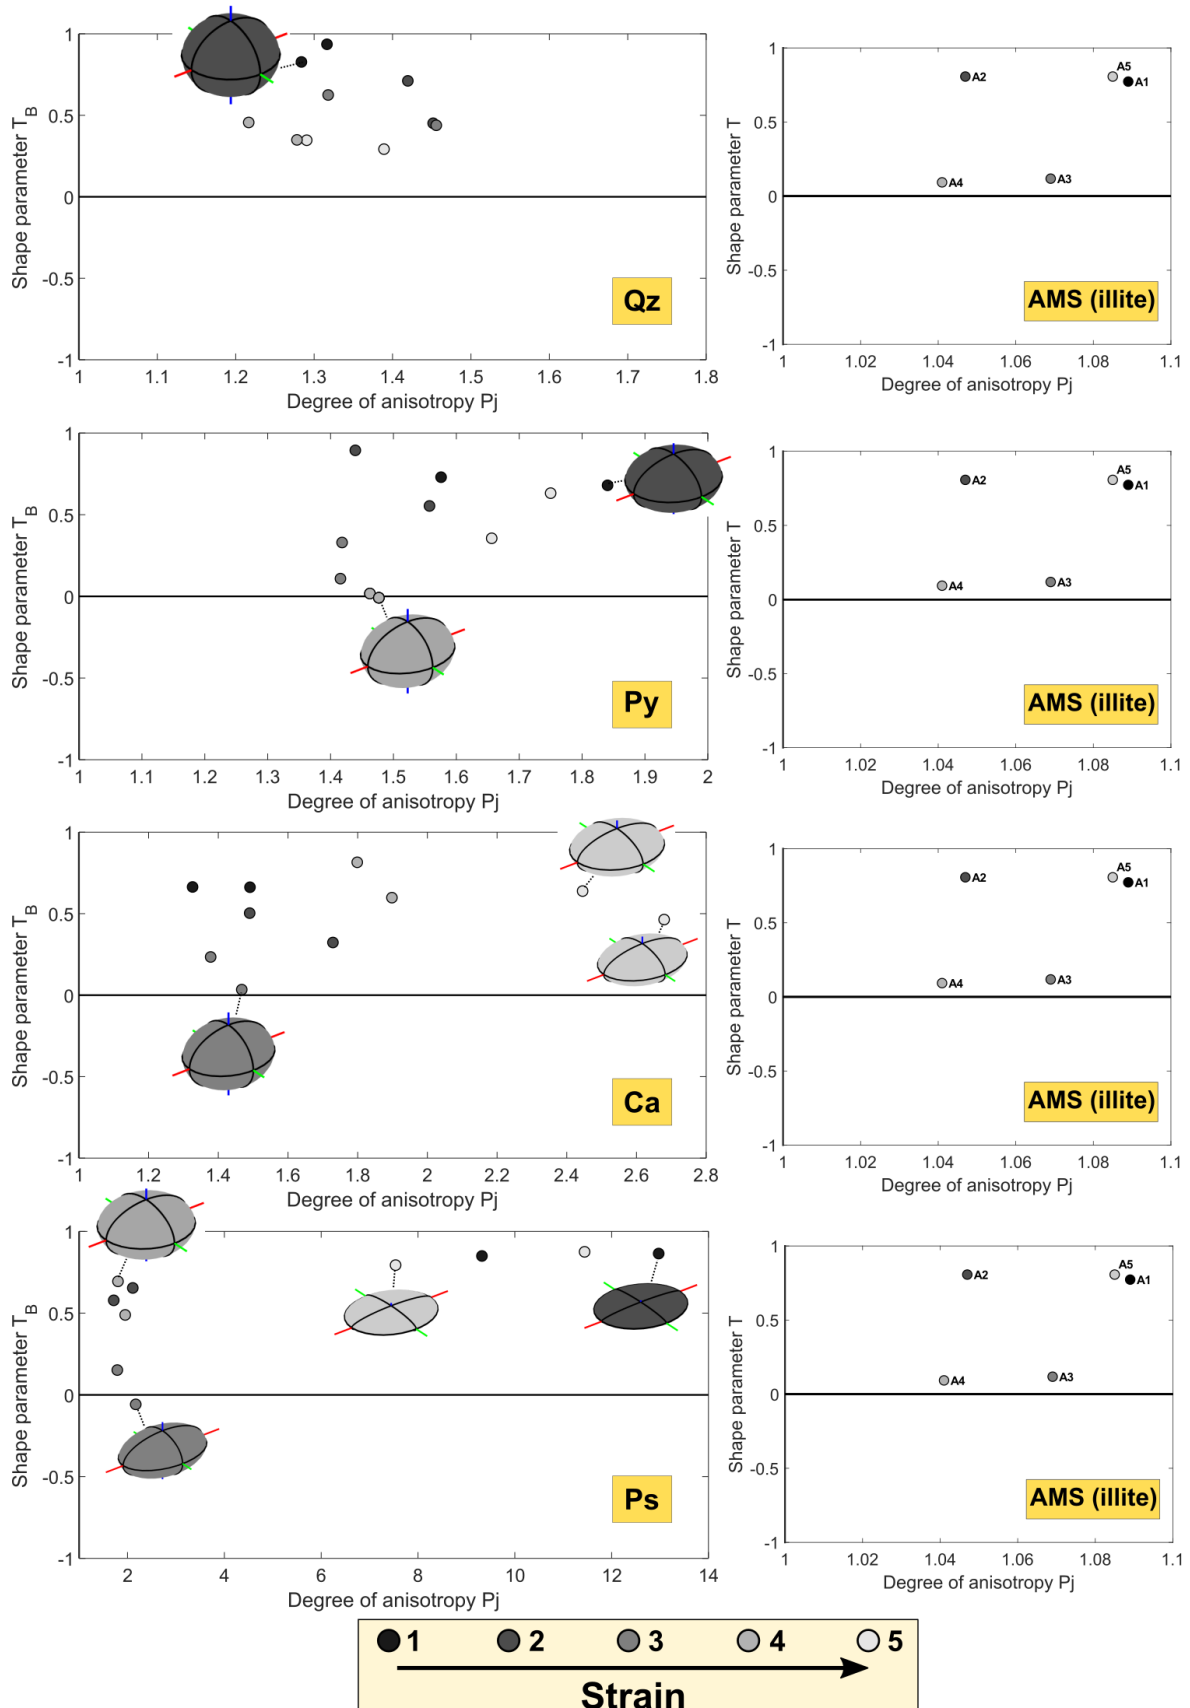 1
0.5
0
-0.5
-1
Shape parameter T_B
1 1.1 1.2 1.3 1.4 1.5 1.6 1.7 1.8
Degree of anisotropy Pj
Qz
1
0.5
0
-0.5
-1
Shape parameter T
A2
A5
A1
A4
A3
AMS (illite)
1 1.02 1.04 1.06 1.08 1.1
Degree of anisotropy Pj
1
0.5
0
-0.5
-1
Shape parameter T_B
Py
1 1.1 1.2 1.3 1.4 1.5 1.6 1.7 1.8 1.9 2
Degree of anisotropy Pj
1
0.5
0
-0.5
-1
Shape parameter T
A2
A5
A1
A4
A3
AMS (illite)
1 1.02 1.04 1.06 1.08 1.1
Degree of anisotropy Pj
1
0.5
0
-0.5
-1
Shape parameter T_B
Ca
1 1.2 1.4 1.6 1.8 2 2.2 2.4 2.6 2.8
Degree of anisotropy Pj
1
0.5
0
-0.5
-1
Shape parameter T
A2
A5
A1
A4
A3
AMS (illite)
1 1.02 1.04 1.06 1.08 1.1
Degree of anisotropy Pj
1
0.5
0
-0.5
-1
Shape parameter T_B
Ps
2 4 6 8 10 12 14
Degree of anisotropy Pj
1
0.5
0
-0.5
-1
Shape parameter T
A2
A5
A1
A4
A3
AMS (illite)
1 1.02 1.04 1.06 1.08 1.1
Degree of anisotropy Pj
1 2 3 4 5
Strain